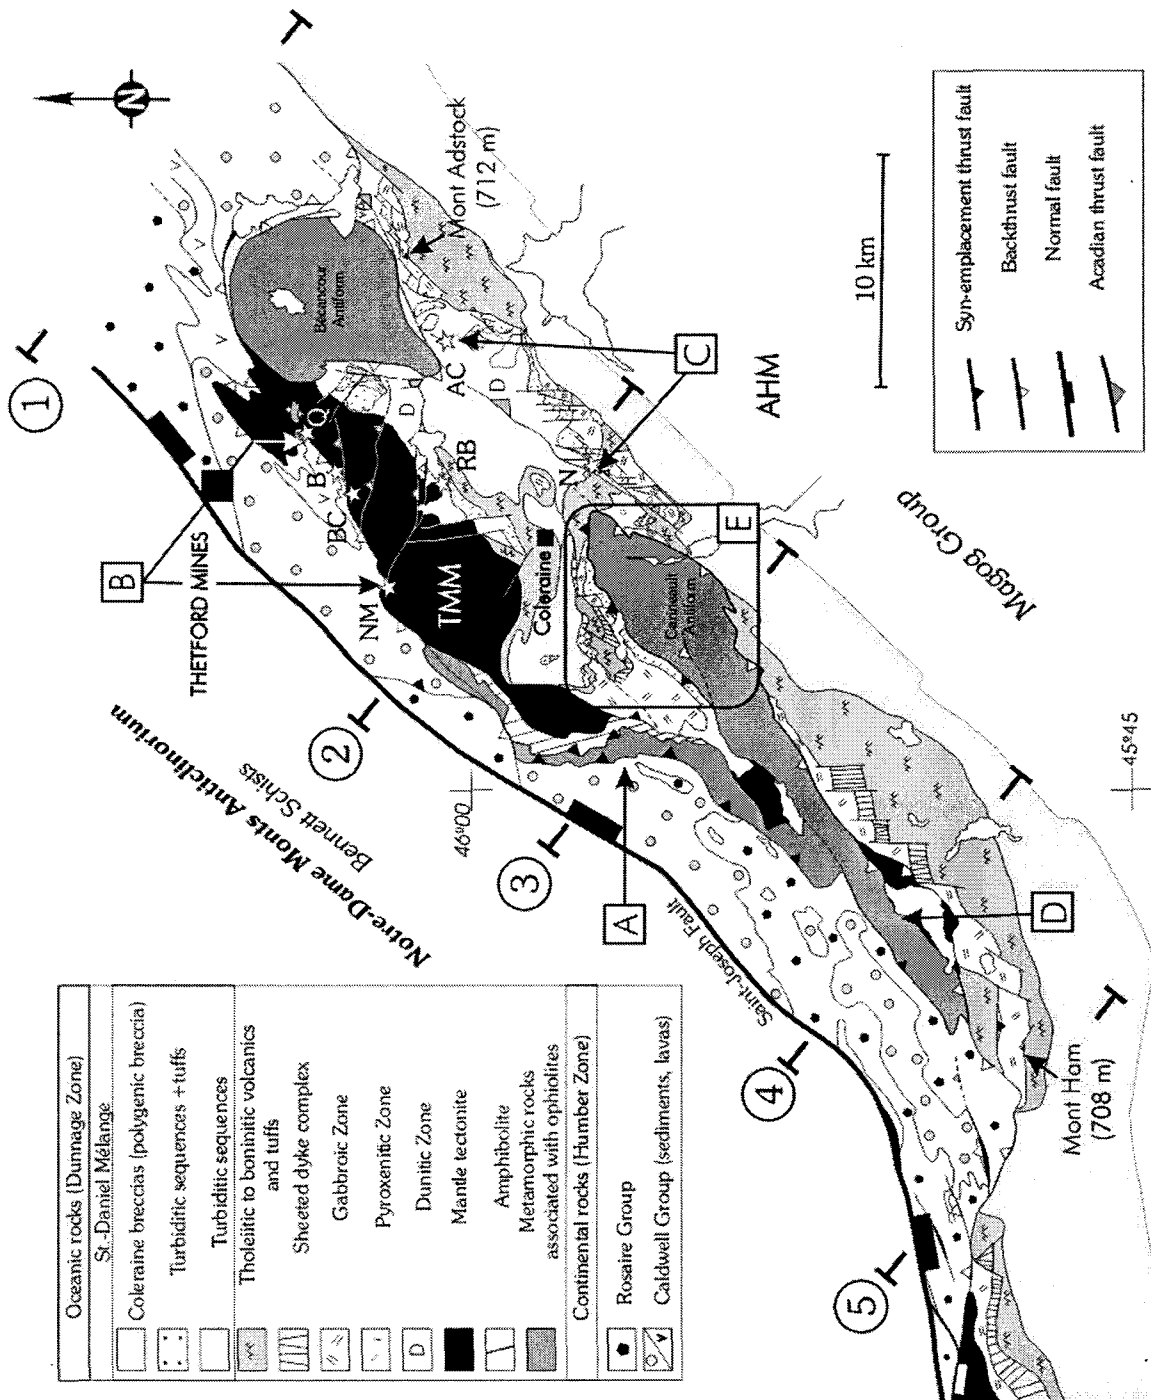 Oceanic rocks (Dunnage Zone)
St.-Daniel Mélange
Coleraine breccias (polygenic breccia)
Turbiditic sequences +tuffs
Turbiditic sequences
Tholeiitic to boninitic volcanics
and tuffs
Sheeted dyke complex
Gabbroic Zone
Pyroxenitic Zone
D
Dunitic Zone
Mantle tectonite
Amphibolite
Metamorphic rocks
associated with ophiolites
Continental rocks (Humber Zone)
Rosaire Group
Caldwell Group (sediments, lavas)
Notre-Dame Monts Anticlinorium
Bennett Schists
THETFORD MINES
Saint-Joseph Fault
46º00
45º45
1
2
3
4
5
A
B
C
D
E
N
NM
TMM
BC
B
Q
RB
D
D
AC
N
AHM
Coleraine
Bécancour
Antiform
Carineault
Antiform
Mont Adstock
(712 m)
Mont Ham
(708 m)
Magog Group
10 km
Syn-emplacement thrust fault
Backthrust fault
Normal fault
Acadian thrust fault